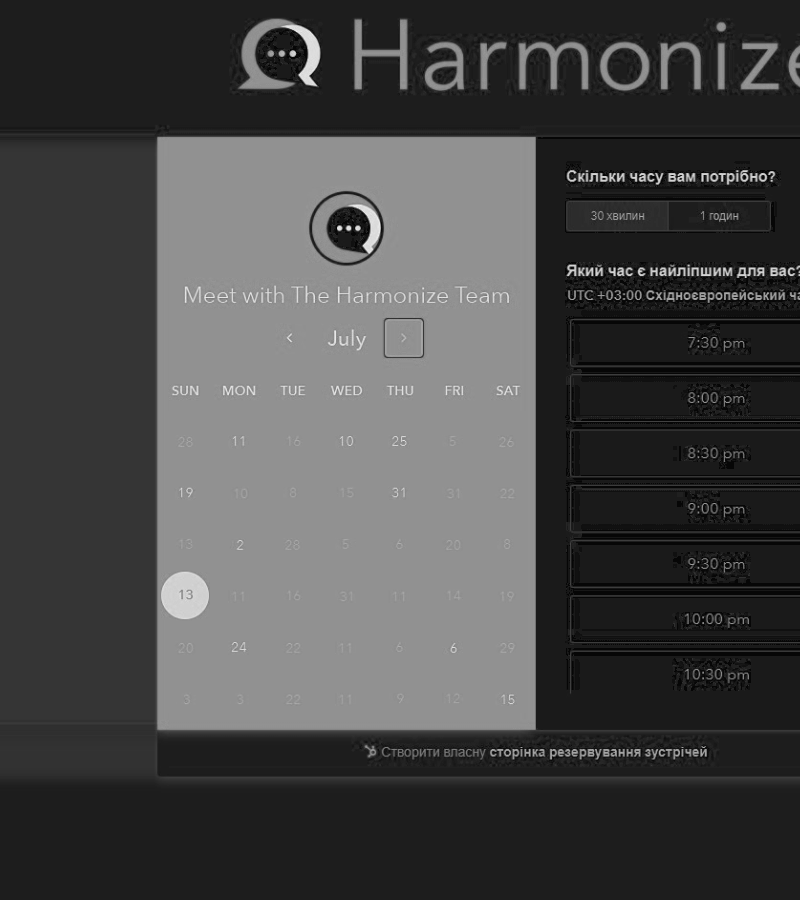 Harmonize
Meet with The Harmonize Team
July
SUN MON TUE WED THU FRI SAT
28 11 16 10 25 5 26
19 10 8 15 31 31 22
13 2 28 5 6 20 8
13 11 16 31 11 14 19
20 24 22 11 6 6 29
3 3 22 11 9 12 15
Скільки часу вам потрібно?
30 хвилин 1 годин
Який час є найліпшим для вас?
UTC +03:00 Східноєвропейський ча
7:30 pm
8:00 pm
8:30 pm
9:00 pm
9:30 pm
10:00 pm
10:30 pm
Створити власну сторінка резервування зустрічей